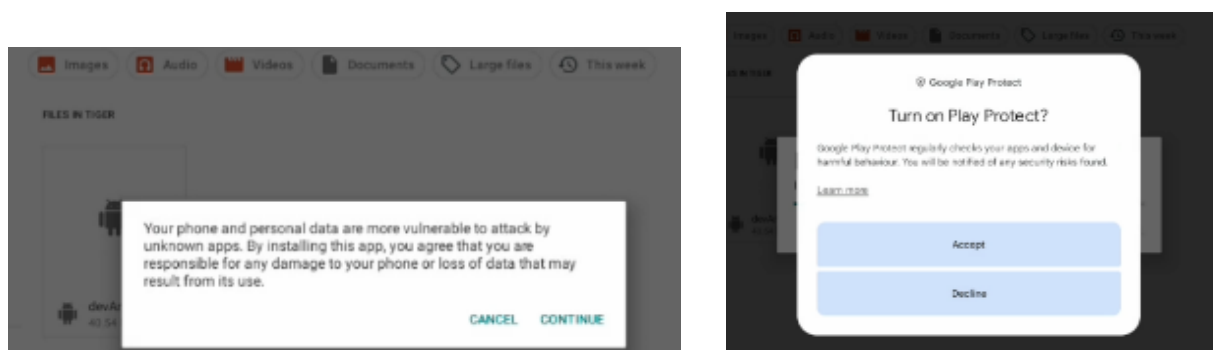 Images Audio Videos Documents Large files This week
FILES IN TIGER
Your phone and personal data are more vulnerable to attack by
unknown apps. By installing this app, you agree that you are
responsible for any damage to your phone or loss of data that may
result from its use.
CANCEL CONTINUE
devAr
Images Audio Videos Documents Large files This week
Google Play Protect
Turn on Play Protect?
Google Play Protect regularly checks your apps and device for
harmful behaviour. You will be notified of any security risks found.
Learn more
Accept
Decline